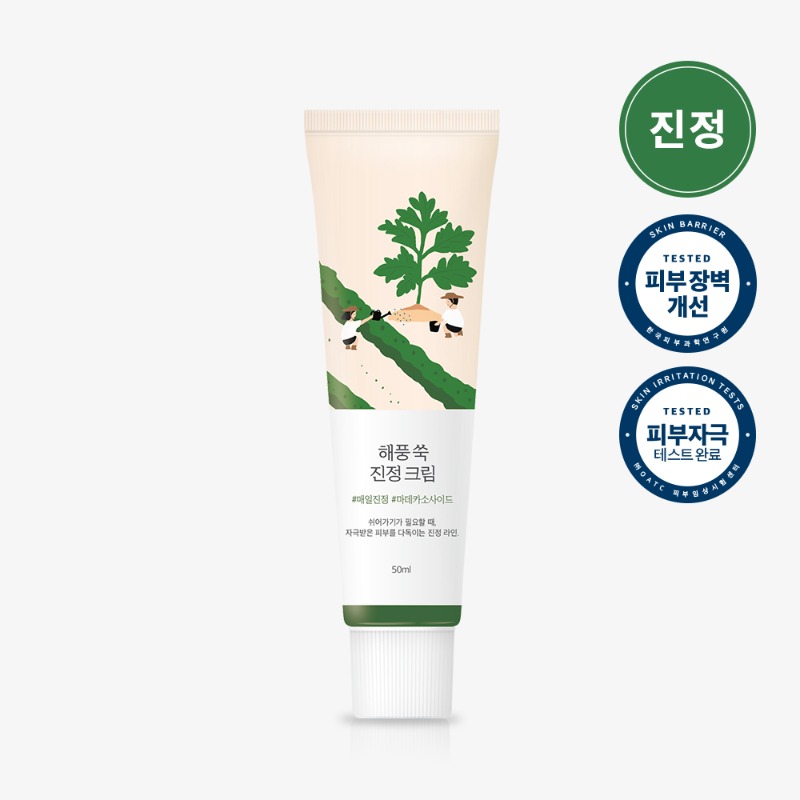 진정
SKIN BARRIER
TESTED
피부장벽
개선
한국피부과학연구원
SKIN IRRITATION TESTS
TESTED
피부자극
테스트 완료
피부임상시험센터
해풍 쑥
진정 크림
#매일진정 #마데카소사이드
쉬어가기가 필요할 때,
자극받은 피부를 다독이는 진정 라인.
50ml